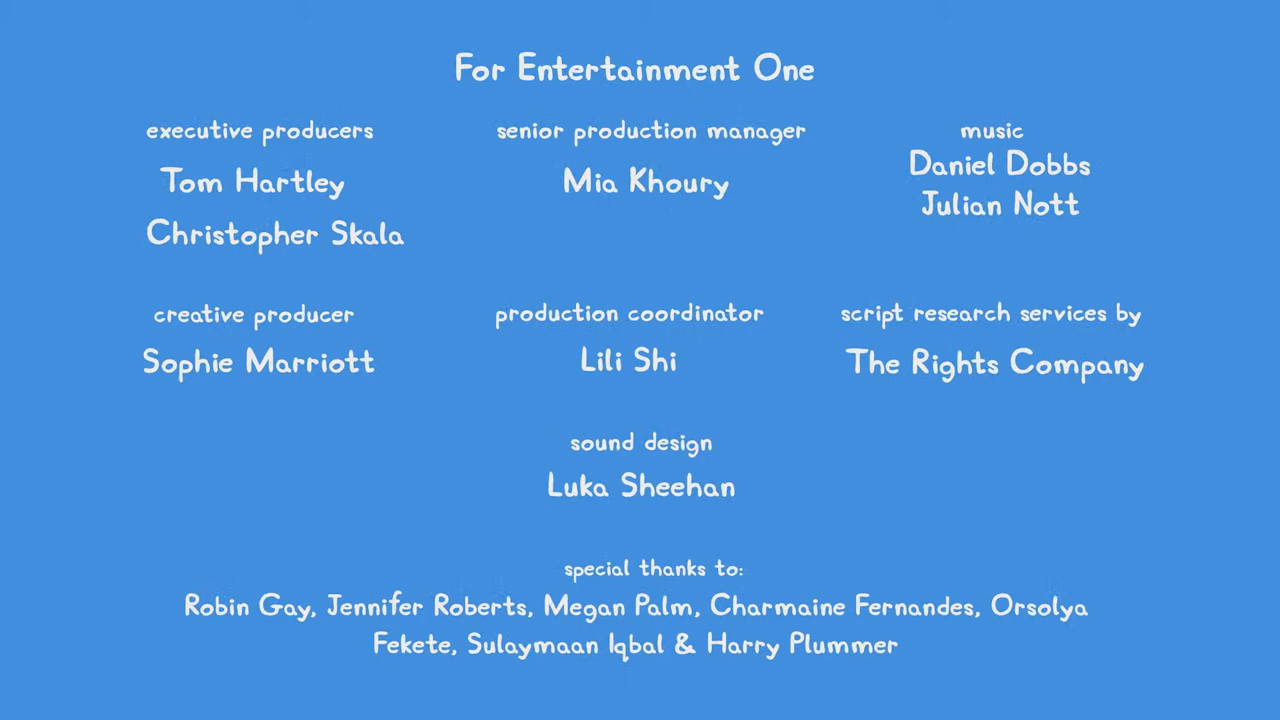 For Entertainment One
executive producers
Tom Hartley
Christopher Skala
senior production manager
Mia Khoury
music
Daniel Dobbs
Julian Nott
creative producer
Sophie Marriott
production coordinator
Lili Shi
script research services by
The Rights Company
sound design
Luka Sheehan
special thanks to:
Robin Gay, Jennifer Roberts, Megan Palm, Charmaine Fernandes, Orsolya
Fekete, Sulaymaan Iqbal & Harry Plummer